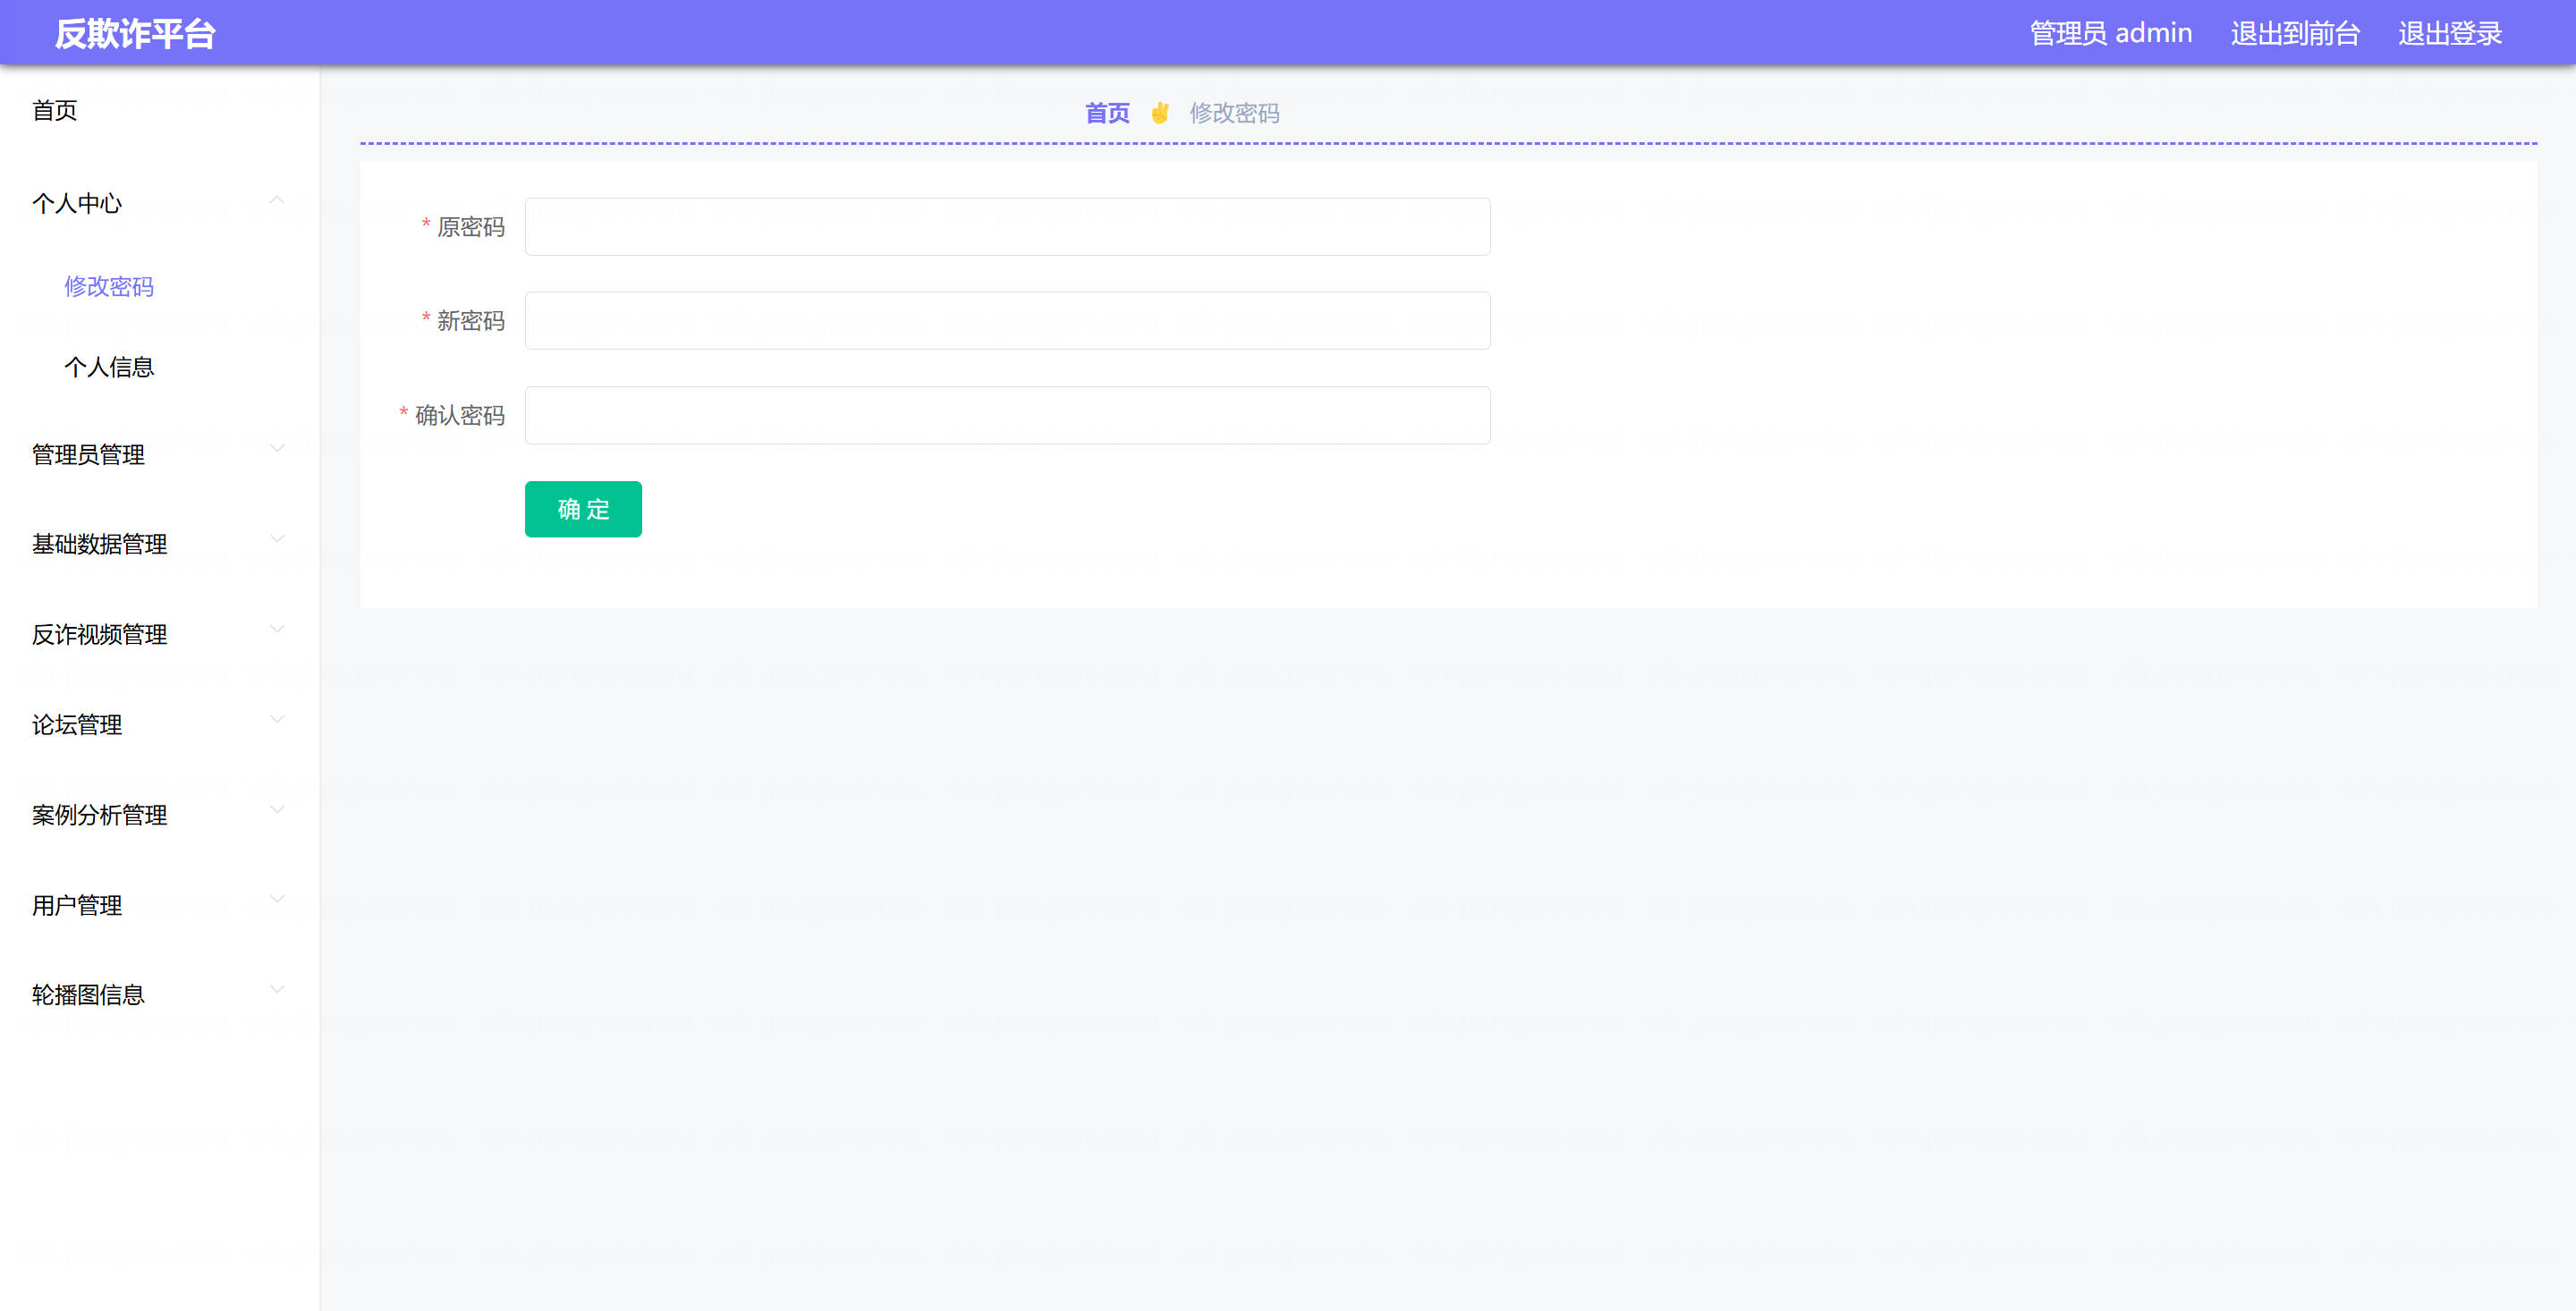 反欺诈平台
管理员 admin
退出到前台
退出登录
首页
个人中心
修改密码
个人信息
管理员管理
基础数据管理
反诈视频管理
论坛管理
案例分析管理
用户管理
轮播图信息
首页 ✌ 修改密码
* 原密码
* 新密码
* 确认密码
确 定